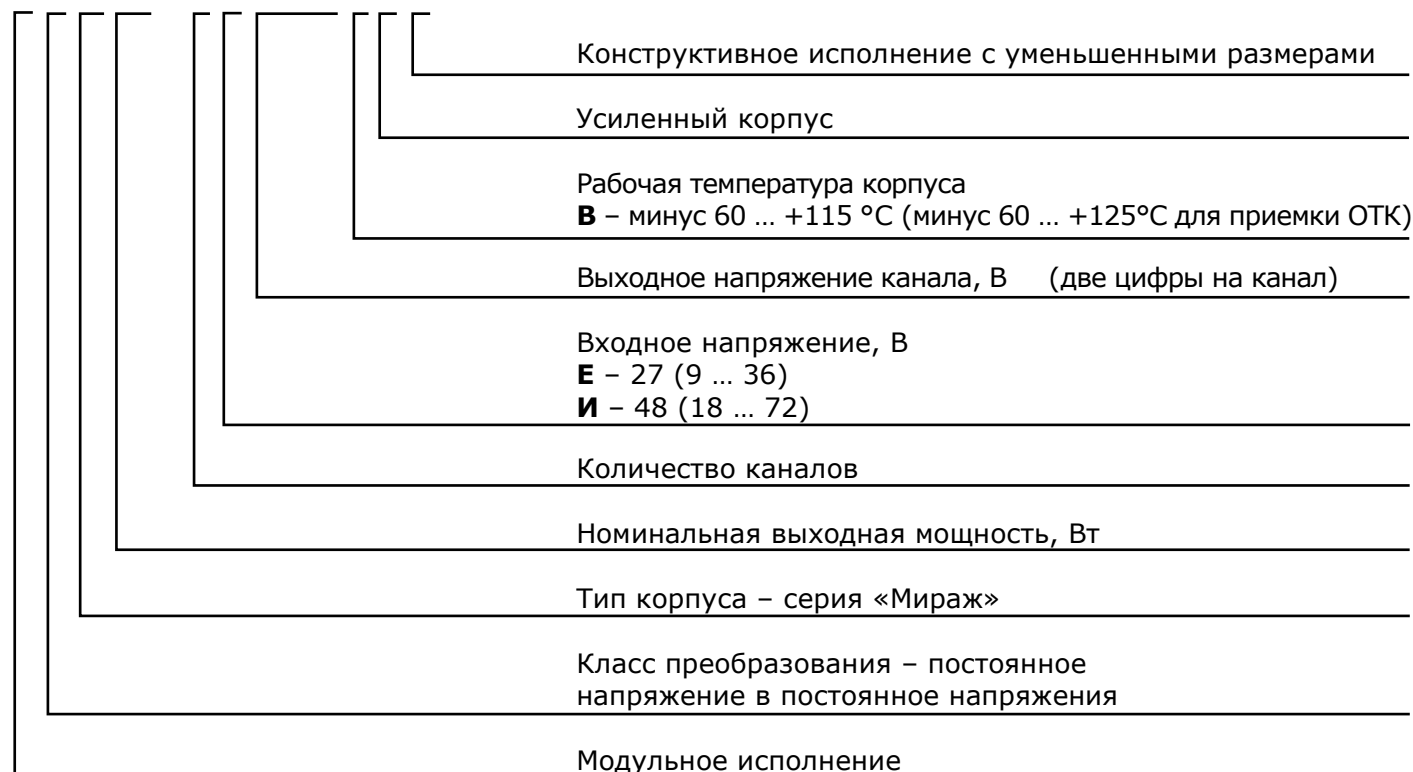 Конструктивное исполнение с уменьшенными размерами
Усиленный корпус
Рабочая температура корпуса
В – минус 60 ... +115 °С (минус 60 ... +125°С для приемки ОТК)
Выходное напряжение канала, В (две цифры на канал)
Входное напряжение, В
Е – 27 (9 ... 36)
И – 48 (18 ... 72)
Количество каналов
Номинальная выходная мощность, Вт
Тип корпуса – серия «Мираж»
Класс преобразования – постоянное
напряжение в постоянное напряжения
Модульное исполнение